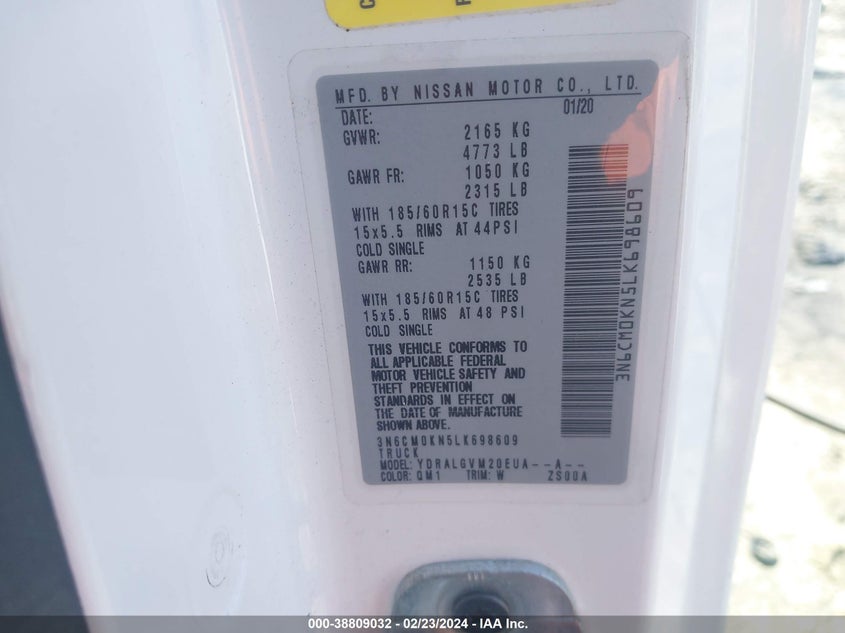 MFD. BY NISSAN MOTOR CO., LTD.
DATE: 01/20
GVWR: 2165 KG
4773 LB
GAWR FR: 1050 KG
2315 LB
WITH 185/60R15C TIRES
15x5.5 RIMS AT 44PSI
COLD SINGLE
GAWR RR: 1150 KG
2535 LB
WITH 185/60R15C TIRES
15x5.5 RIMS AT 48 PSI
COLD SINGLE
THIS VEHICLE CONFORMS TO
ALL APPLICABLE FEDERAL
MOTOR VEHICLE SAFETY AND
THEFT PREVENTION
STANDARDS IN EFFECT ON
THE DATE OF MANUFACTURE
SHOWN ABOVE.
3N6CM0KN5LK698609
TRUCK
MODEL: YDRALGVM20EUA--A--
COLOR: QM1 TRIM: W ZS00A
3N6CM0KN5LK698609
000-38809032 - 02/23/2024 - IAA Inc.